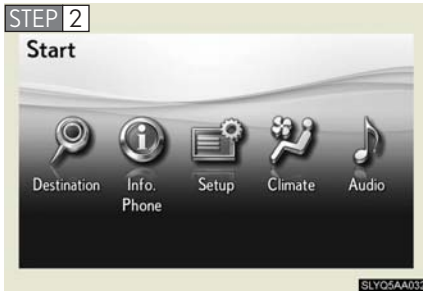 STEP 2
Start
Destination
Info.
Phone
Setup
Climate
Audio
SLYQ5AA032